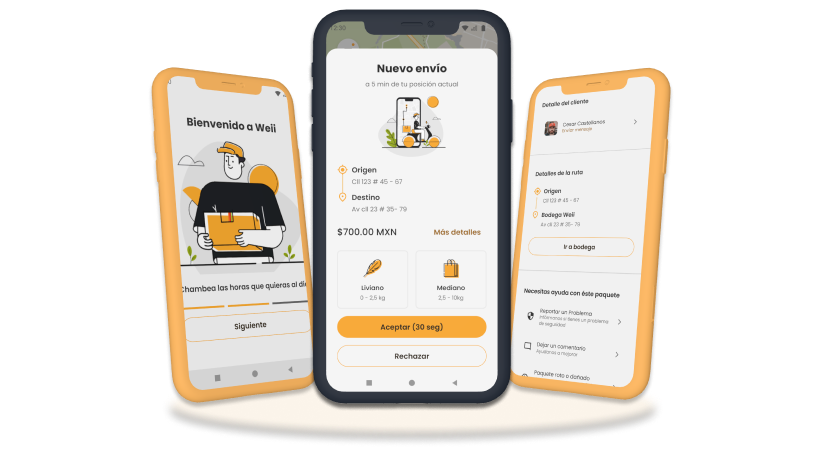 Bienvenido a Weii
Chambea las horas que quieras al día
Siguiente
2:30
Nuevo envío
a 5 min de tu posición actual
Origen
Cll 123 # 45 - 67
Destino
Av cll 23 # 35- 79
$700.00 MXN
Más detalles
Liviano
0 - 2,5 kg
Mediano
2,5 - 10kg
Aceptar (30 seg)
Rechazar
Detalle del cliente
Cesar Castellanos
Enviar mensaje
Detalles de la ruta
Origen
Cll 123 # 45 - 67
Bodega Weii
Av cll 23 # 35- 79
Ir a bodega
Necesitas ayuda con éste paquete
Reportar un Problema
Infórmanos si tienes un problema
de seguridad
Dejar un comentario
Ayúdanos a mejorar
Paquete roto o dañado